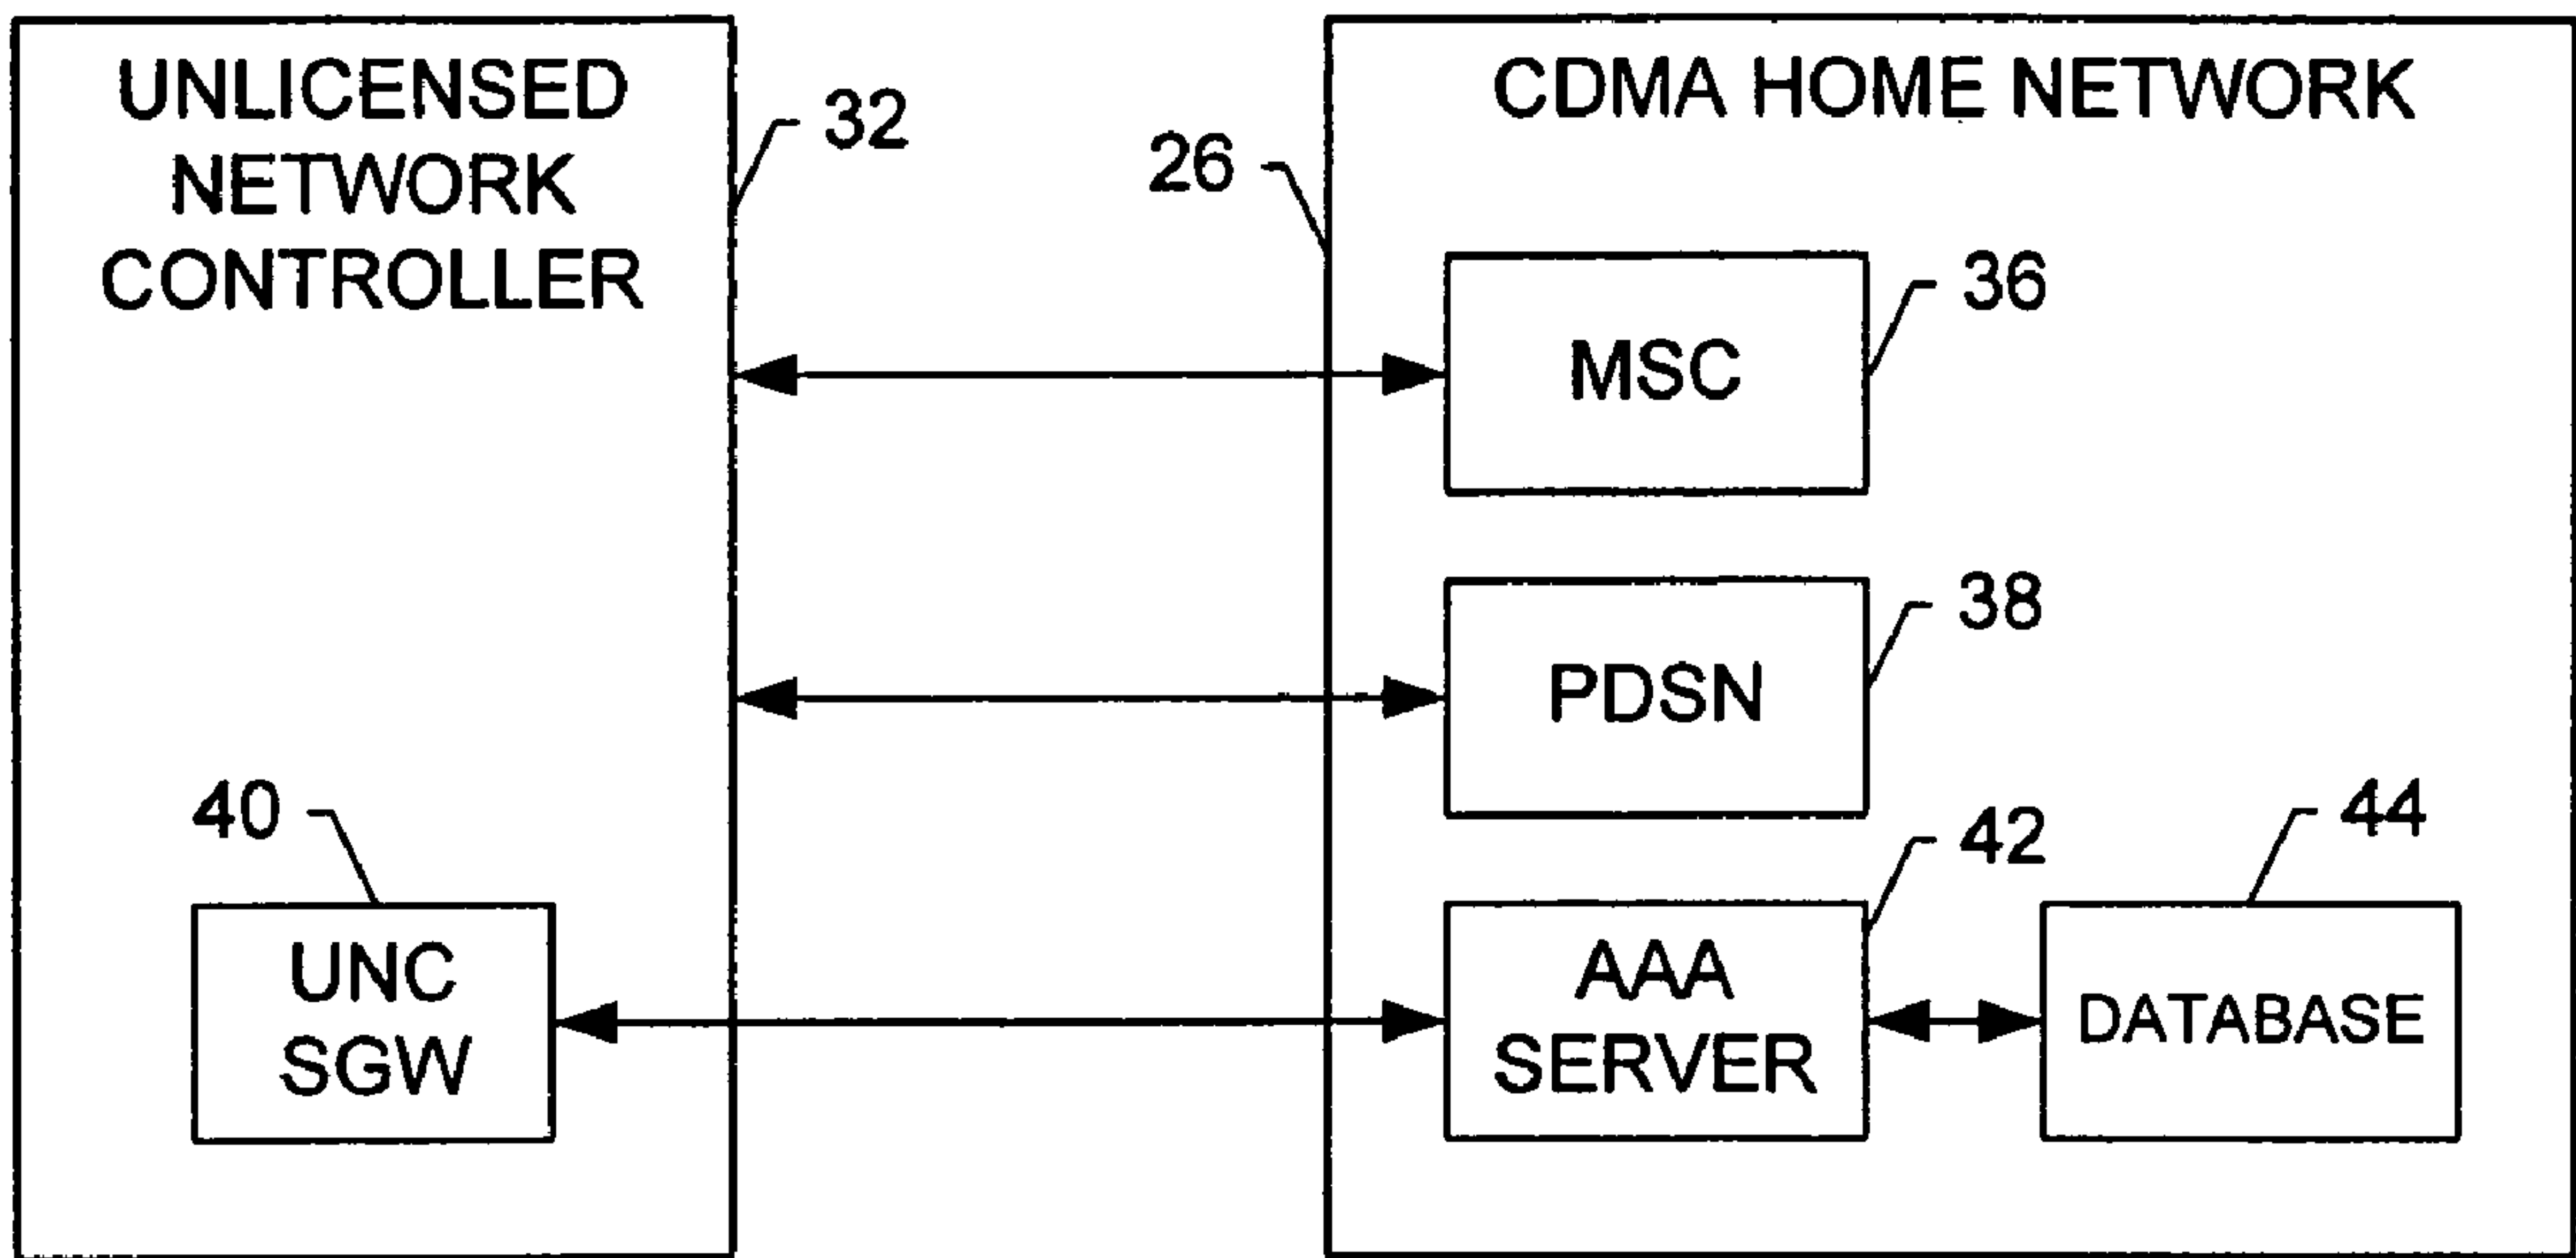 UNLICENSED
NETWORK
CONTROLLER
32
CDMA HOME NETWORK
26
MSC
36
PDSN
38
40
UNC
SGW
AAA
SERVER
42
DATABASE
44